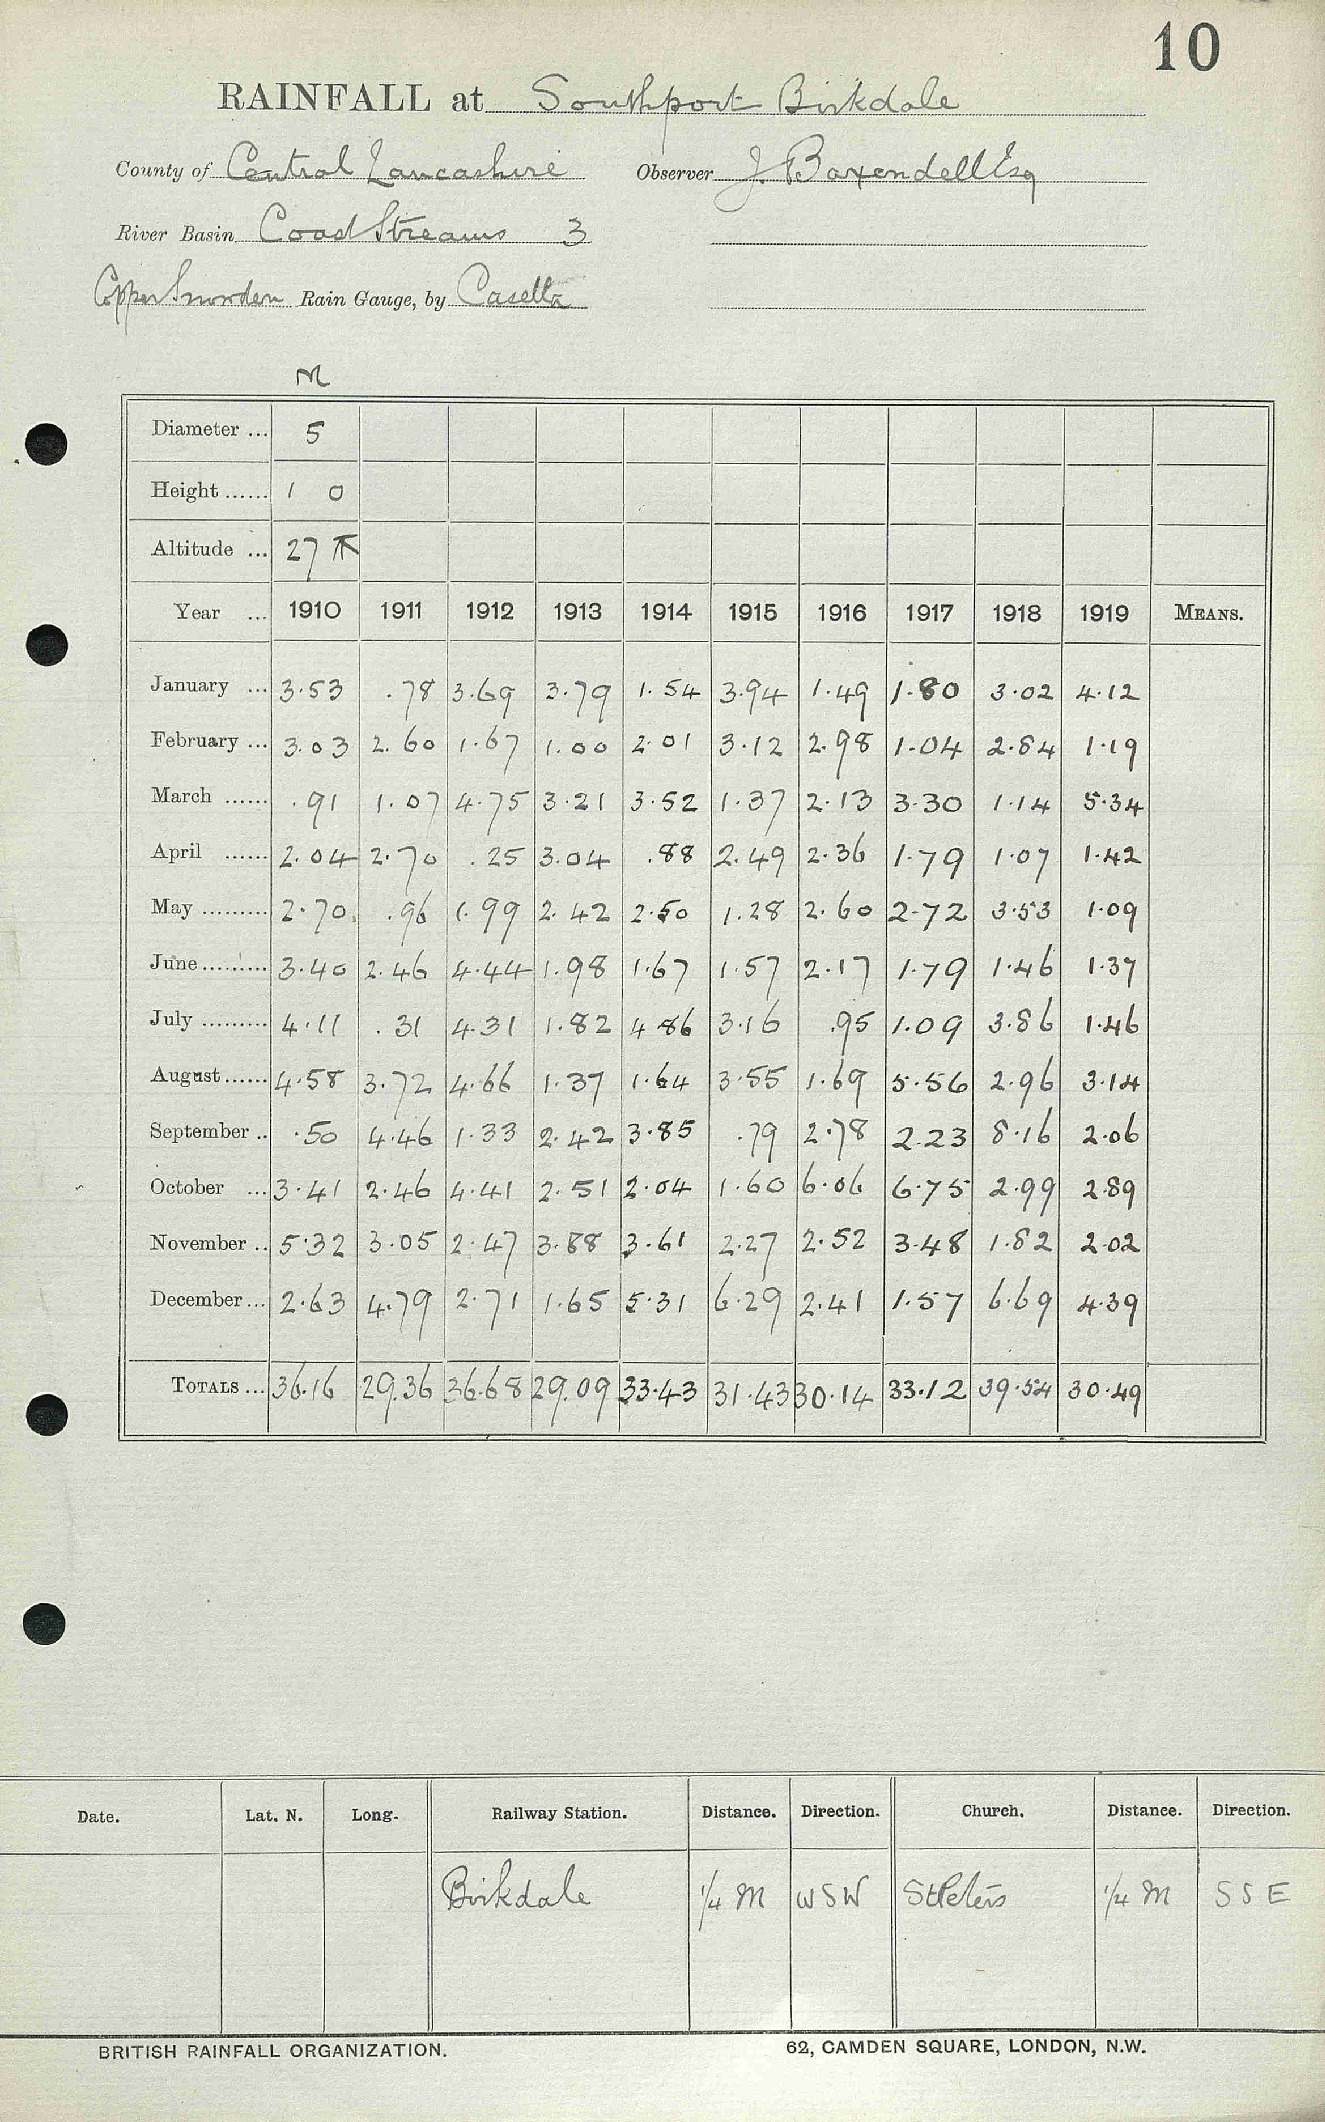 10
RAINFALL at Southport Birkdale
County of Central Lancashire Observer J. Baxendell Esq
River Basin Coast Streams 3
Copper Snowdon Rain Gauge, by Casella
M
Diameter ... 5
Height ...... 1 0
Altitude ... 27
Year ... 1910 1911 1912 1913 1914 1915 1916 1917 1918 1919 MEANS.
January ... 3.53 .78 3.69 3.79 1.54 3.94 1.49 1.80 3.02 4.12
February ... 3.03 2.60 1.67 1.00 2.01 3.12 2.98 1.04 2.84 1.19
March ...... .91 1.07 4.75 3.21 3.52 1.37 2.13 3.30 1.14 5.34
April ...... 2.04 2.70 .25 3.04 .88 2.49 2.36 1.79 1.07 1.42
May ......... 2.70 .96 1.99 2.42 2.50 1.28 2.60 2.72 3.53 1.09
June ......... 3.40 2.46 4.44 1.98 1.67 1.57 2.17 1.79 1.46 1.37
July ......... 4.11 .31 4.31 1.82 4.86 3.16 .95 1.09 3.86 1.46
August ...... 4.58 3.72 4.66 1.37 1.64 3.55 1.69 5.56 2.96 3.14
September .. .50 4.46 1.33 2.42 3.85 .79 2.78 2.23 8.16 2.06
October ... 3.41 2.46 4.41 2.51 2.04 1.60 6.06 6.75 2.99 2.89
November .. 5.32 3.05 2.47 3.88 3.61 2.27 2.52 3.48 1.82 2.02
December ... 2.63 4.79 2.71 1.65 5.31 6.29 2.41 1.57 6.69 4.39
TOTALS ... 36.16 29.36 36.68 29.09 33.43 31.43 30.14 33.12 39.54 30.49
Date. Lat. N. Long. Railway Station. Distance. Direction. Church. Distance. Direction.
Birkdale 1/4 M WSW St Peters 1/4 M SSE
BRITISH RAINFALL ORGANIZATION. 62, CAMDEN SQUARE, LONDON, N.W.